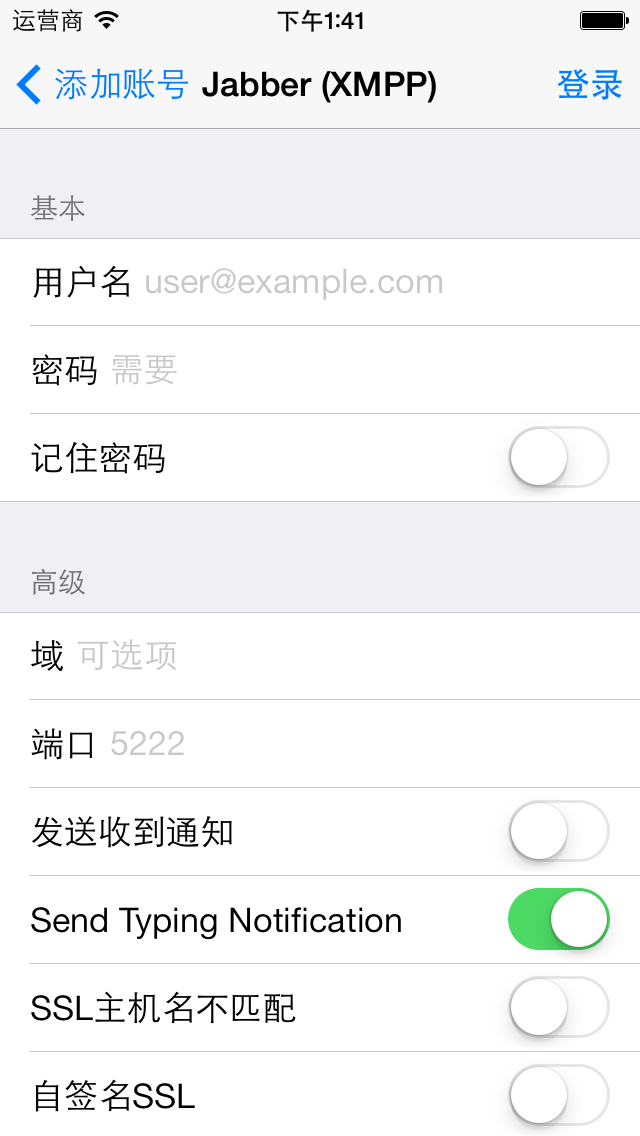 运营商 下午1:41
添加账号 Jabber (XMPP) 登录
基本
用户名 user@example.com
密码 需要
记住密码
高级
域 可选项
端口 5222
发送收到通知
Send Typing Notification
SSL主机名不匹配
自签名SSL